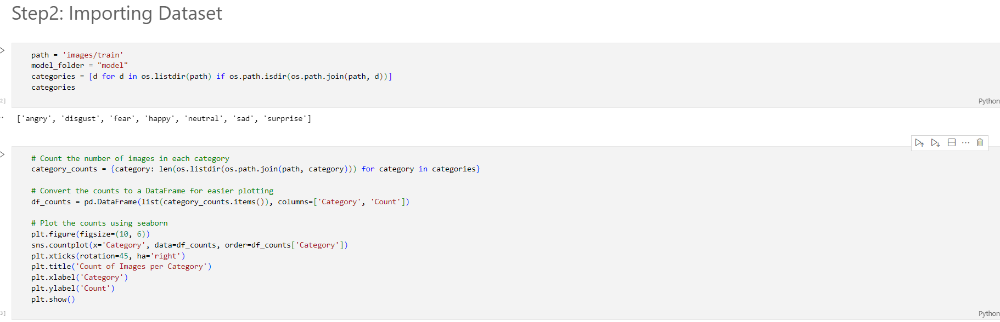 Step2: Importing Dataset
path = 'images/train'
model_folder = "model"
categories = [d for d in os.listdir(path) if os.path.isdir(os.path.join(path, d))]
categories
2]
Python
['angry', 'disgust', 'fear', 'happy', 'neutral', 'sad', 'surprise']
# Count the number of images in each category
category_counts = {category: len(os.listdir(os.path.join(path, category))) for category in categories}
# Convert the counts to a DataFrame for easier plotting
df_counts = pd.DataFrame(list(category_counts.items()), columns=['Category', 'Count'])
# Plot the counts using seaborn
plt.figure(figsize=(10, 6))
sns.countplot(x='Category', data=df_counts, order=df_counts['Category'])
plt.xticks(rotation=45, ha='right')
plt.title('Count of Images per Category')
plt.xlabel('Category')
plt.ylabel('Count')
plt.show()
3]
Python